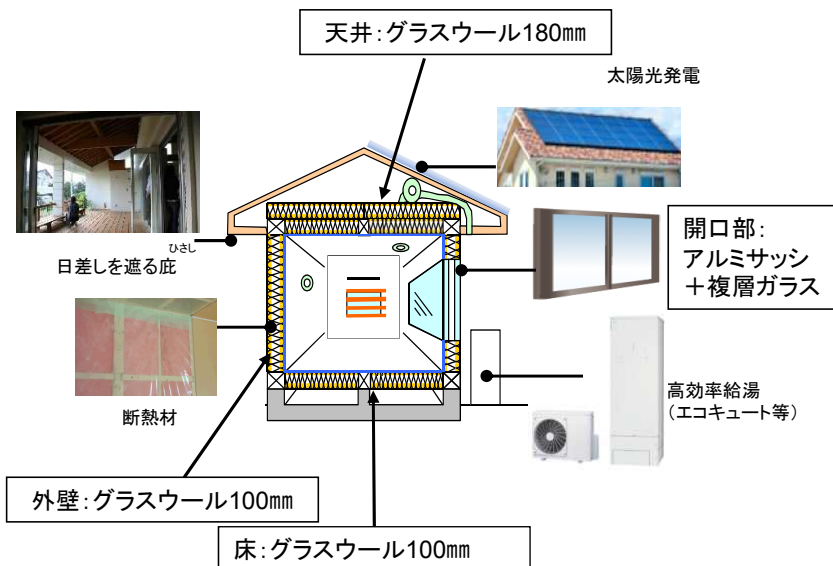 天井：グラスウール180㎜
太陽光発電
ひさし
日差しを遮る庇
開口部：
アルミサッシ
＋複層ガラス
断熱材
高効率給湯
（エコキュート等）
外壁：グラスウール100㎜
床：グラスウール100㎜